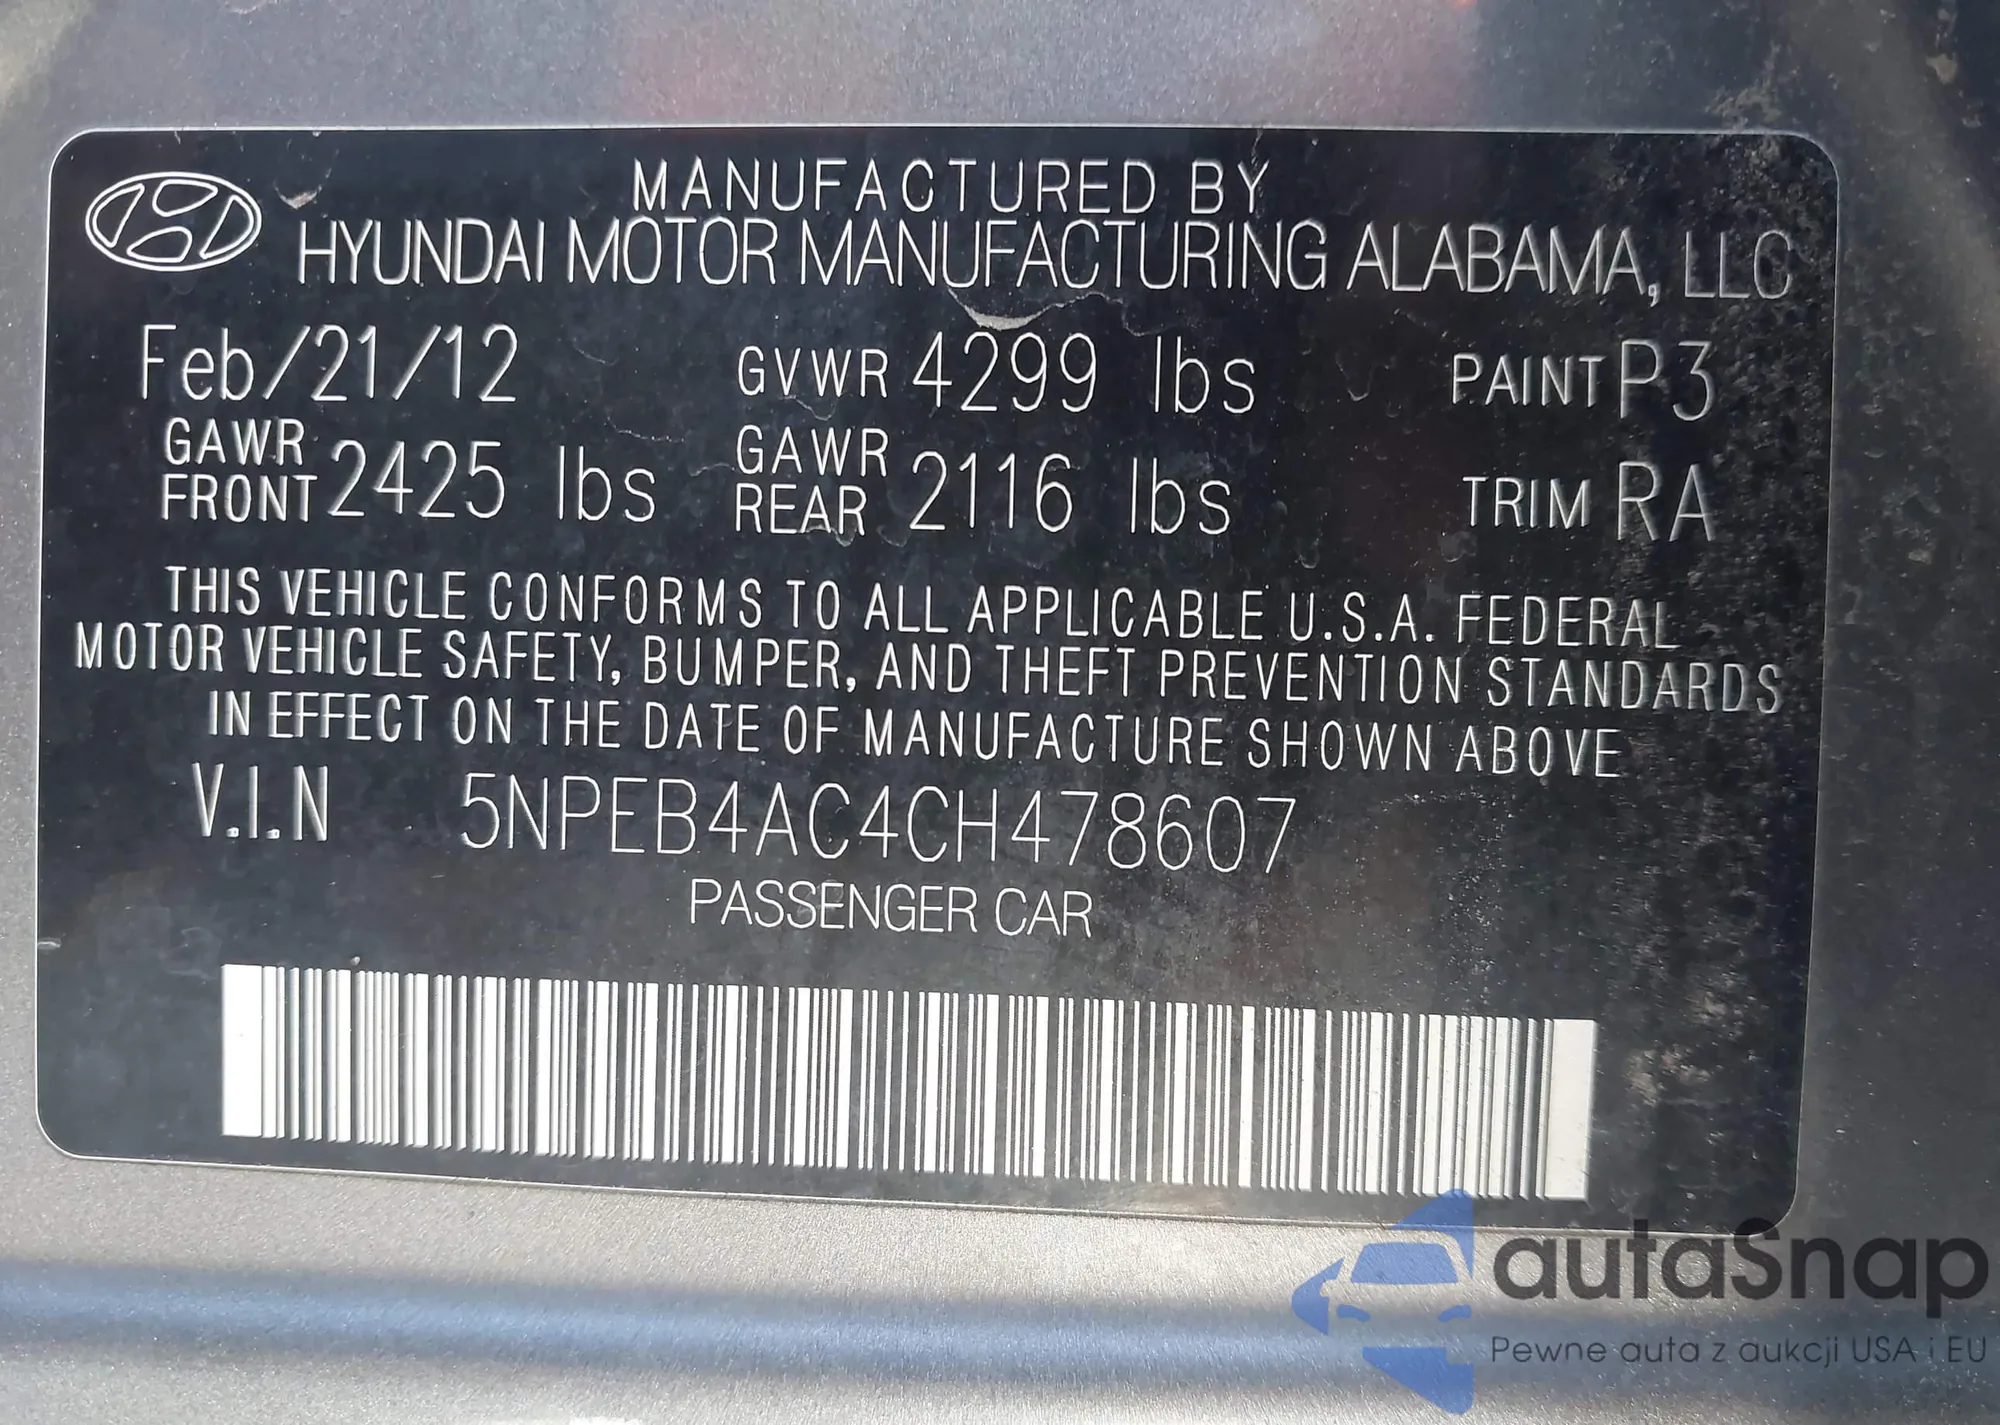 MANUFACTURED BY
HYUNDAI MOTOR MANUFACTURING ALABAMA, LLC
Feb/21/12 GVWR 4299 lbs PAINT P3
GAWR FRONT 2425 lbs GAWR REAR 2116 lbs TRIM RA
THIS VEHICLE CONFORMS TO ALL APPLICABLE U.S.A. FEDERAL
MOTOR VEHICLE SAFETY, BUMPER, AND THEFT PREVENTION STANDARDS
IN EFFECT ON THE DATE OF MANUFACTURE SHOWN ABOVE
V.I.N 5NPEB4AC4CH478607
PASSENGER CAR
autaSnap
Pewne auta z aukcji USA i EU